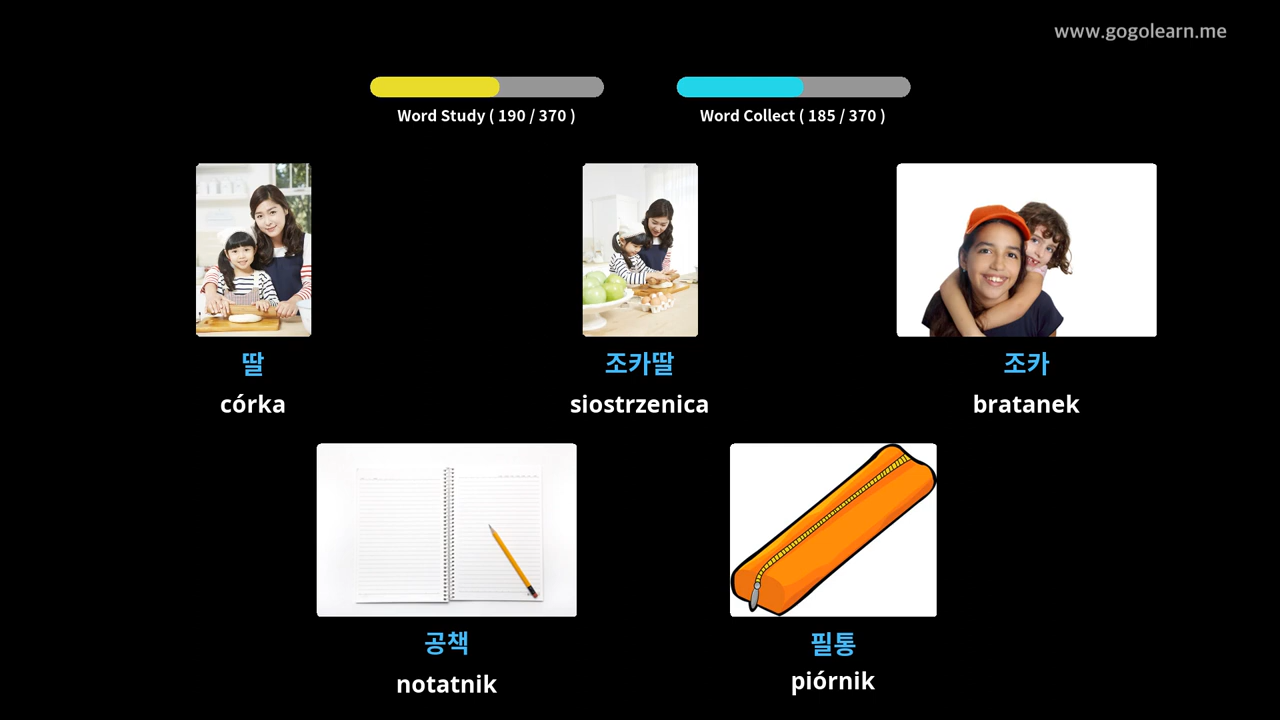 www.gogolearn.me
Word Study ( 190 / 370 )
Word Collect ( 185 / 370 )
딸
조카딸
조카
córka
siostrzenica
bratanek
공책
필통
notatnik
piórnik